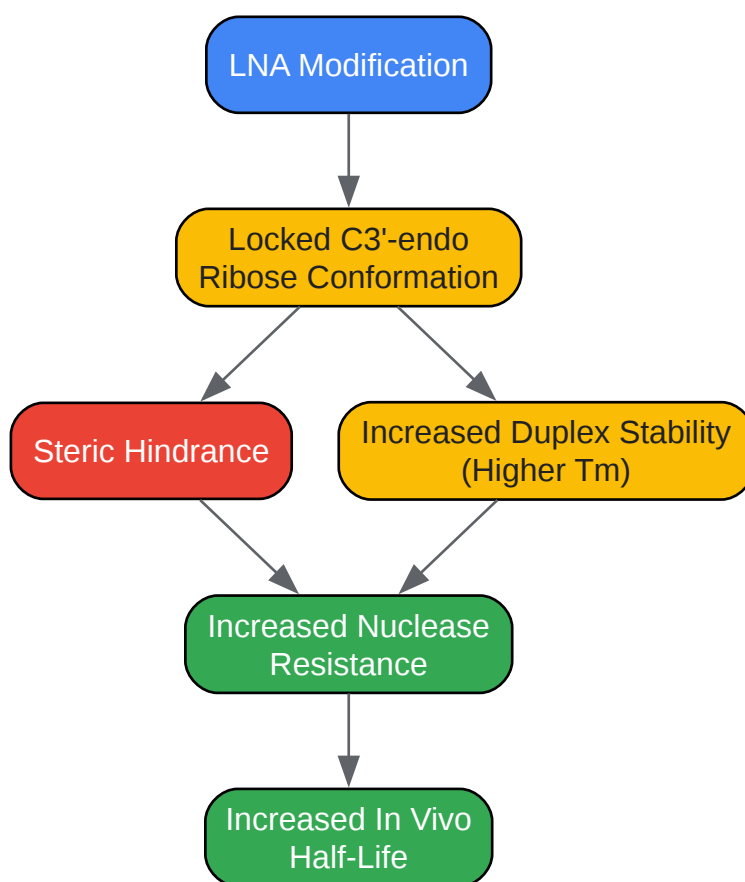 LNA Modification
Locked C3'-endo
Ribose Conformation
Steric Hindrance
Increased Duplex Stability
(Higher Tm)
Increased Nuclease
Resistance
Increased In Vivo
Half-Life